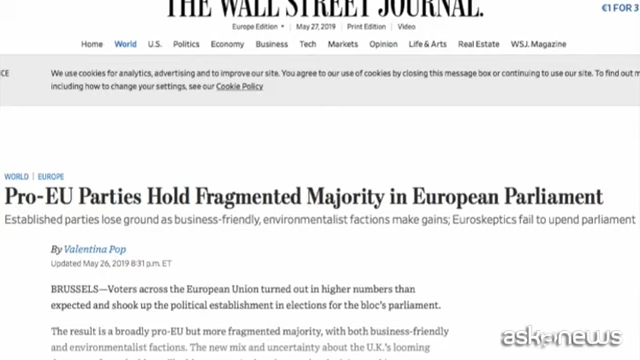 THE WALL STREET JOURNAL.
€1 FOR 3
Europe Edition | May 27, 2019 | Print Edition | Video
Home World U.S. Politics Economy Business Tech Markets Opinion Life & Arts Real Estate WSJ. Magazine
CE We use cookies for analytics, advertising and to improve our site. You agree to our use of cookies by closing this message box or continuing to use our site. To find out m
including how to change your settings, see our Cookie Policy
WORLD | EUROPE
Pro-EU Parties Hold Fragmented Majority in European Parliament
Established parties lose ground as business-friendly, environmentalist factions make gains; Euroskeptics fail to upend parliament
By Valentina Pop
Updated May 26, 2019 8:31 p.m. ET
BRUSSELS—Voters across the European Union turned out in higher numbers than
expected and shook up the political establishment in elections for the bloc's parliament.
The result is a broadly pro-EU but more fragmented majority, with both business-friendly
and environmentalist factions. The new mix and uncertainty about the U.K.'s looming
askanews